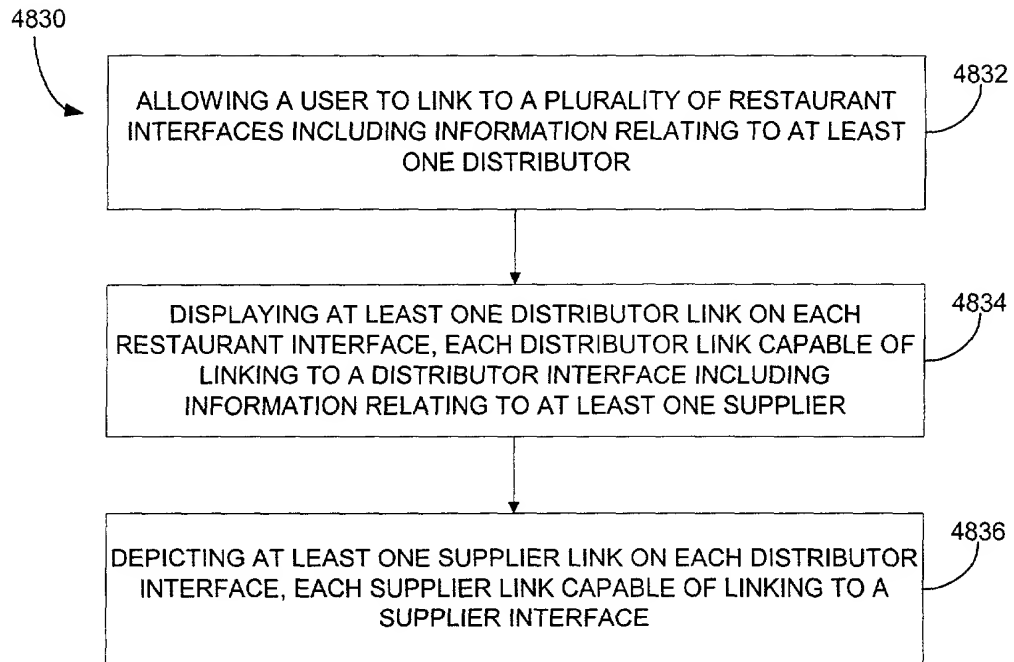 4830
4832
ALLOWING A USER TO LINK TO A PLURALITY OF RESTAURANT
INTERFACES INCLUDING INFORMATION RELATING TO AT LEAST
ONE DISTRIBUTOR
4834
DISPLAYING AT LEAST ONE DISTRIBUTOR LINK ON EACH
RESTAURANT INTERFACE, EACH DISTRIBUTOR LINK CAPABLE OF
LINKING TO A DISTRIBUTOR INTERFACE INCLUDING
INFORMATION RELATING TO AT LEAST ONE SUPPLIER
4836
DEPICTING AT LEAST ONE SUPPLIER LINK ON EACH DISTRIBUTOR
INTERFACE, EACH SUPPLIER LINK CAPABLE OF LINKING TO A
SUPPLIER INTERFACE